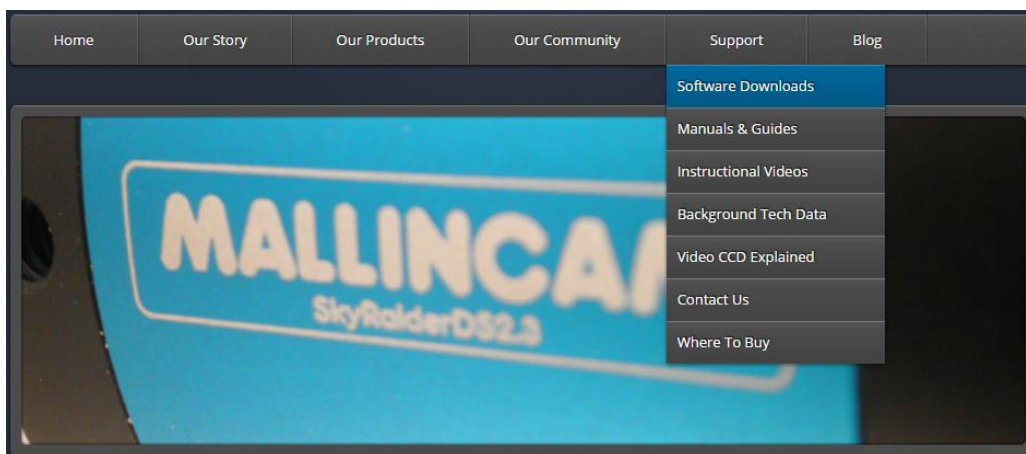 Home Our Story Our Products Our Community Support Blog
Software Downloads
Manuals & Guides
Instructional Videos
Background Tech Data
Video CCD Explained
Contact Us
Where To Buy
MALLINCA
SkyRaiderDS2.3